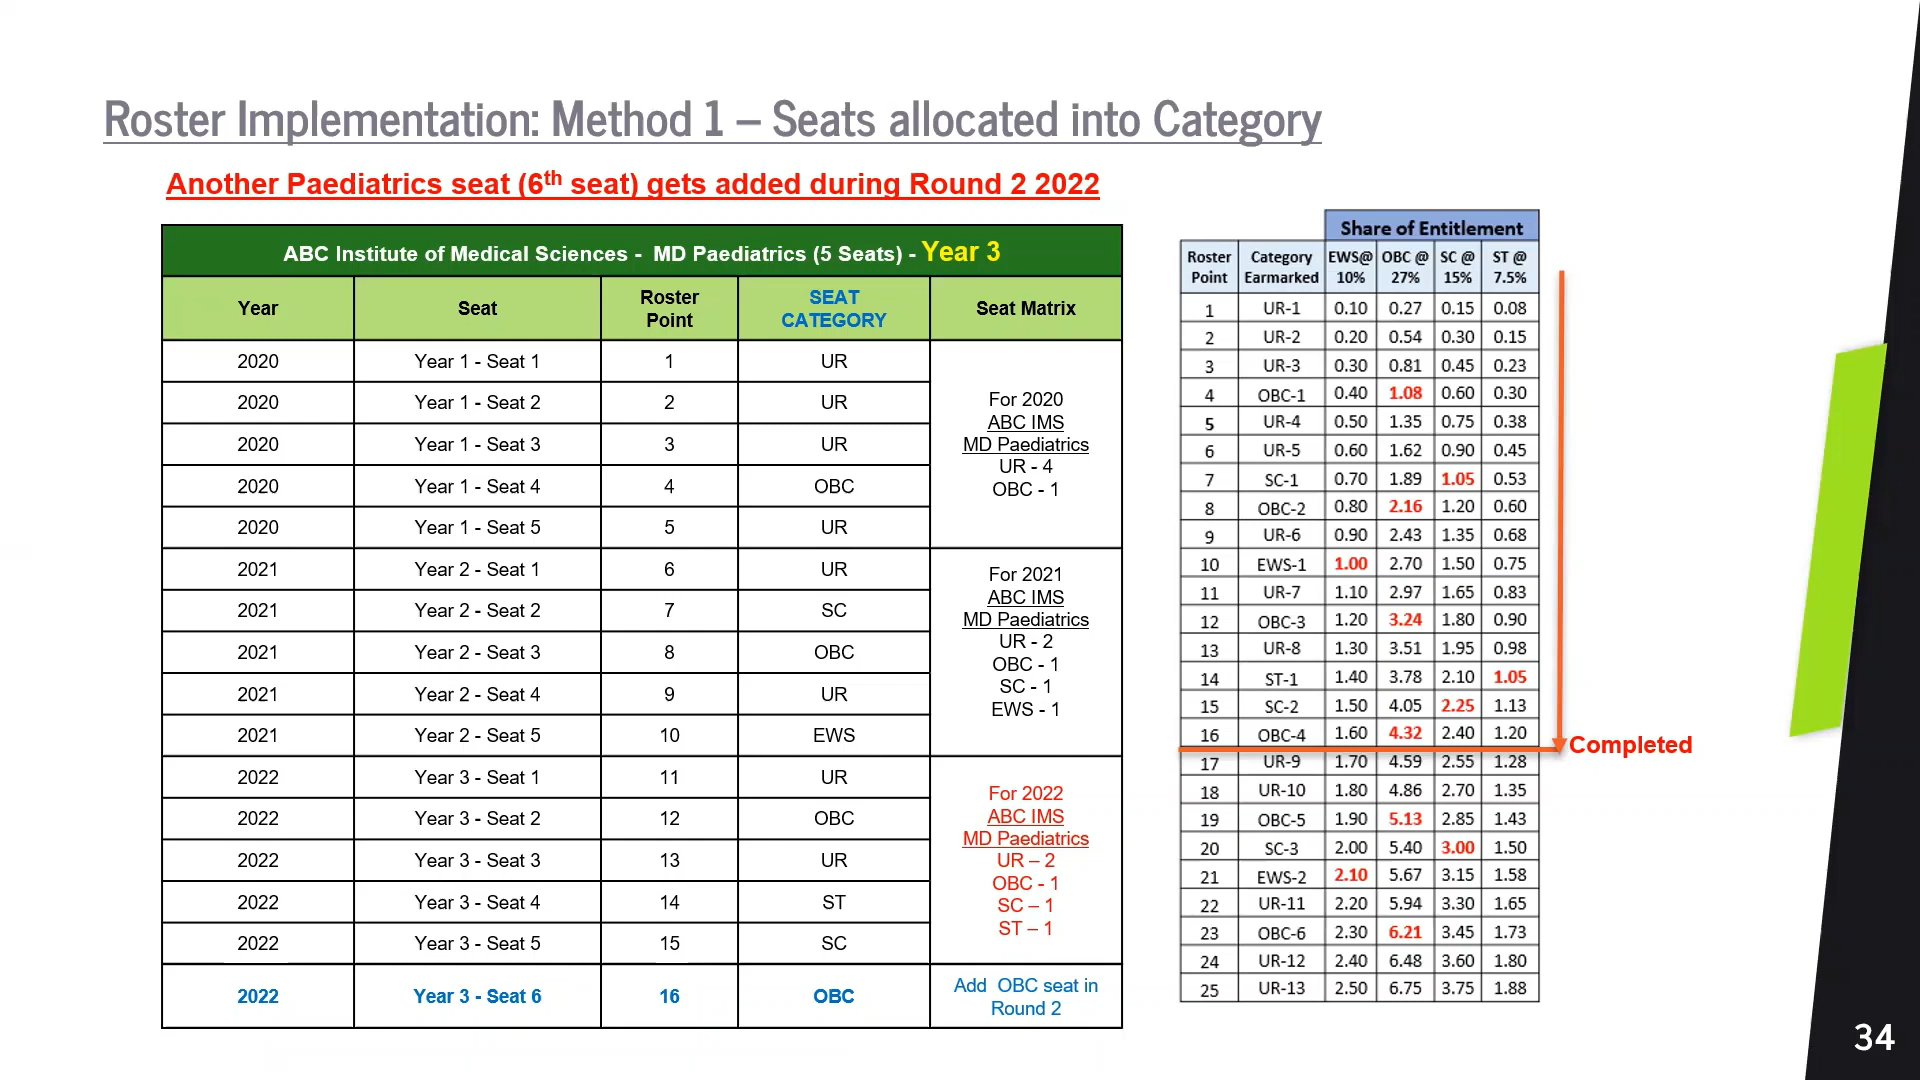 Roster Implementation: Method 1 – Seats allocated into Category
Another Paediatrics seat (6th seat) gets added during Round 2 2022
ABC Institute of Medical Sciences - MD Paediatrics (5 Seats) - Year 3
Year Seat Roster Point SEAT CATEGORY Seat Matrix
2020 Year 1 - Seat 1 1 UR
2020 Year 1 - Seat 2 2 UR
2020 Year 1 - Seat 3 3 UR
2020 Year 1 - Seat 4 4 OBC
2020 Year 1 - Seat 5 5 UR
For 2020
ABC IMS
MD Paediatrics
UR - 4
OBC - 1
2021 Year 2 - Seat 1 6 UR
2021 Year 2 - Seat 2 7 SC
2021 Year 2 - Seat 3 8 OBC
2021 Year 2 - Seat 4 9 UR
2021 Year 2 - Seat 5 10 EWS
For 2021
ABC IMS
MD Paediatrics
UR - 2
OBC - 1
SC - 1
EWS - 1
2022 Year 3 - Seat 1 11 UR
2022 Year 3 - Seat 2 12 OBC
2022 Year 3 - Seat 3 13 UR
2022 Year 3 - Seat 4 14 ST
2022 Year 3 - Seat 5 15 SC
For 2022
ABC IMS
MD Paediatrics
UR – 2
OBC - 1
SC – 1
ST – 1
2022 Year 3 - Seat 6 16 OBC Add OBC seat in
Round 2
Share of Entitlement
Roster Point Category Earmarked EWS@ 10% OBC @ 27% SC @ 15% ST @ 7.5%
1 UR-1 0.10 0.27 0.15 0.08
2 UR-2 0.20 0.54 0.30 0.15
3 UR-3 0.30 0.81 0.45 0.23
4 OBC-1 0.40 1.08 0.60 0.30
5 UR-4 0.50 1.35 0.75 0.38
6 UR-5 0.60 1.62 0.90 0.45
7 SC-1 0.70 1.89 1.05 0.53
8 OBC-2 0.80 2.16 1.20 0.60
9 UR-6 0.90 2.43 1.35 0.68
10 EWS-1 1.00 2.70 1.50 0.75
11 UR-7 1.10 2.97 1.65 0.83
12 OBC-3 1.20 3.24 1.80 0.90
13 UR-8 1.30 3.51 1.95 0.98
14 ST-1 1.40 3.78 2.10 1.05
15 SC-2 1.50 4.05 2.25 1.13
16 OBC-4 1.60 4.32 2.40 1.20
Completed
17 UR-9 1.70 4.59 2.55 1.28
18 UR-10 1.80 4.86 2.70 1.35
19 OBC-5 1.90 5.13 2.85 1.43
20 SC-3 2.00 5.40 3.00 1.50
21 EWS-2 2.10 5.67 3.15 1.58
22 UR-11 2.20 5.94 3.30 1.65
23 OBC-6 2.30 6.21 3.45 1.73
24 UR-12 2.40 6.48 3.60 1.80
25 UR-13 2.50 6.75 3.75 1.88
34